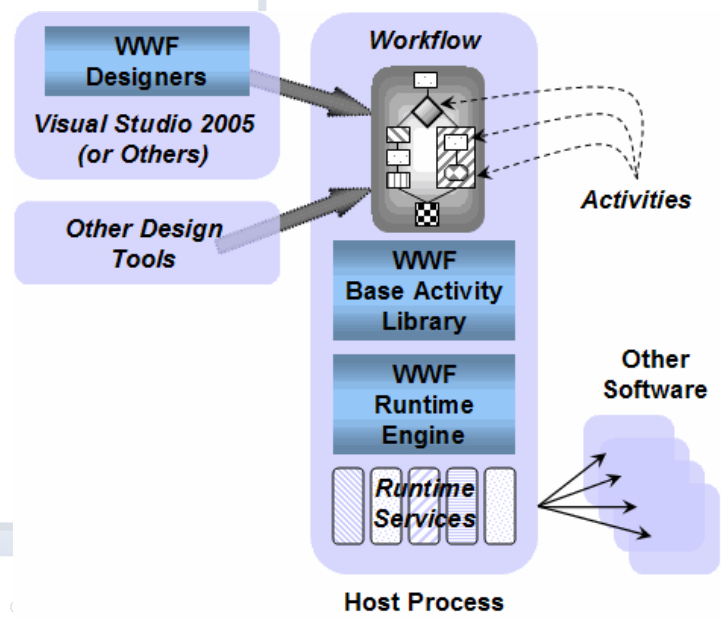 WWF
Designers
Visual Studio 2005
(or Others)
Other Design
Tools
Workflow
Activities
WWF
Base Activity
Library
WWF
Runtime
Engine
Runtime
Services
Other
Software
Host Process